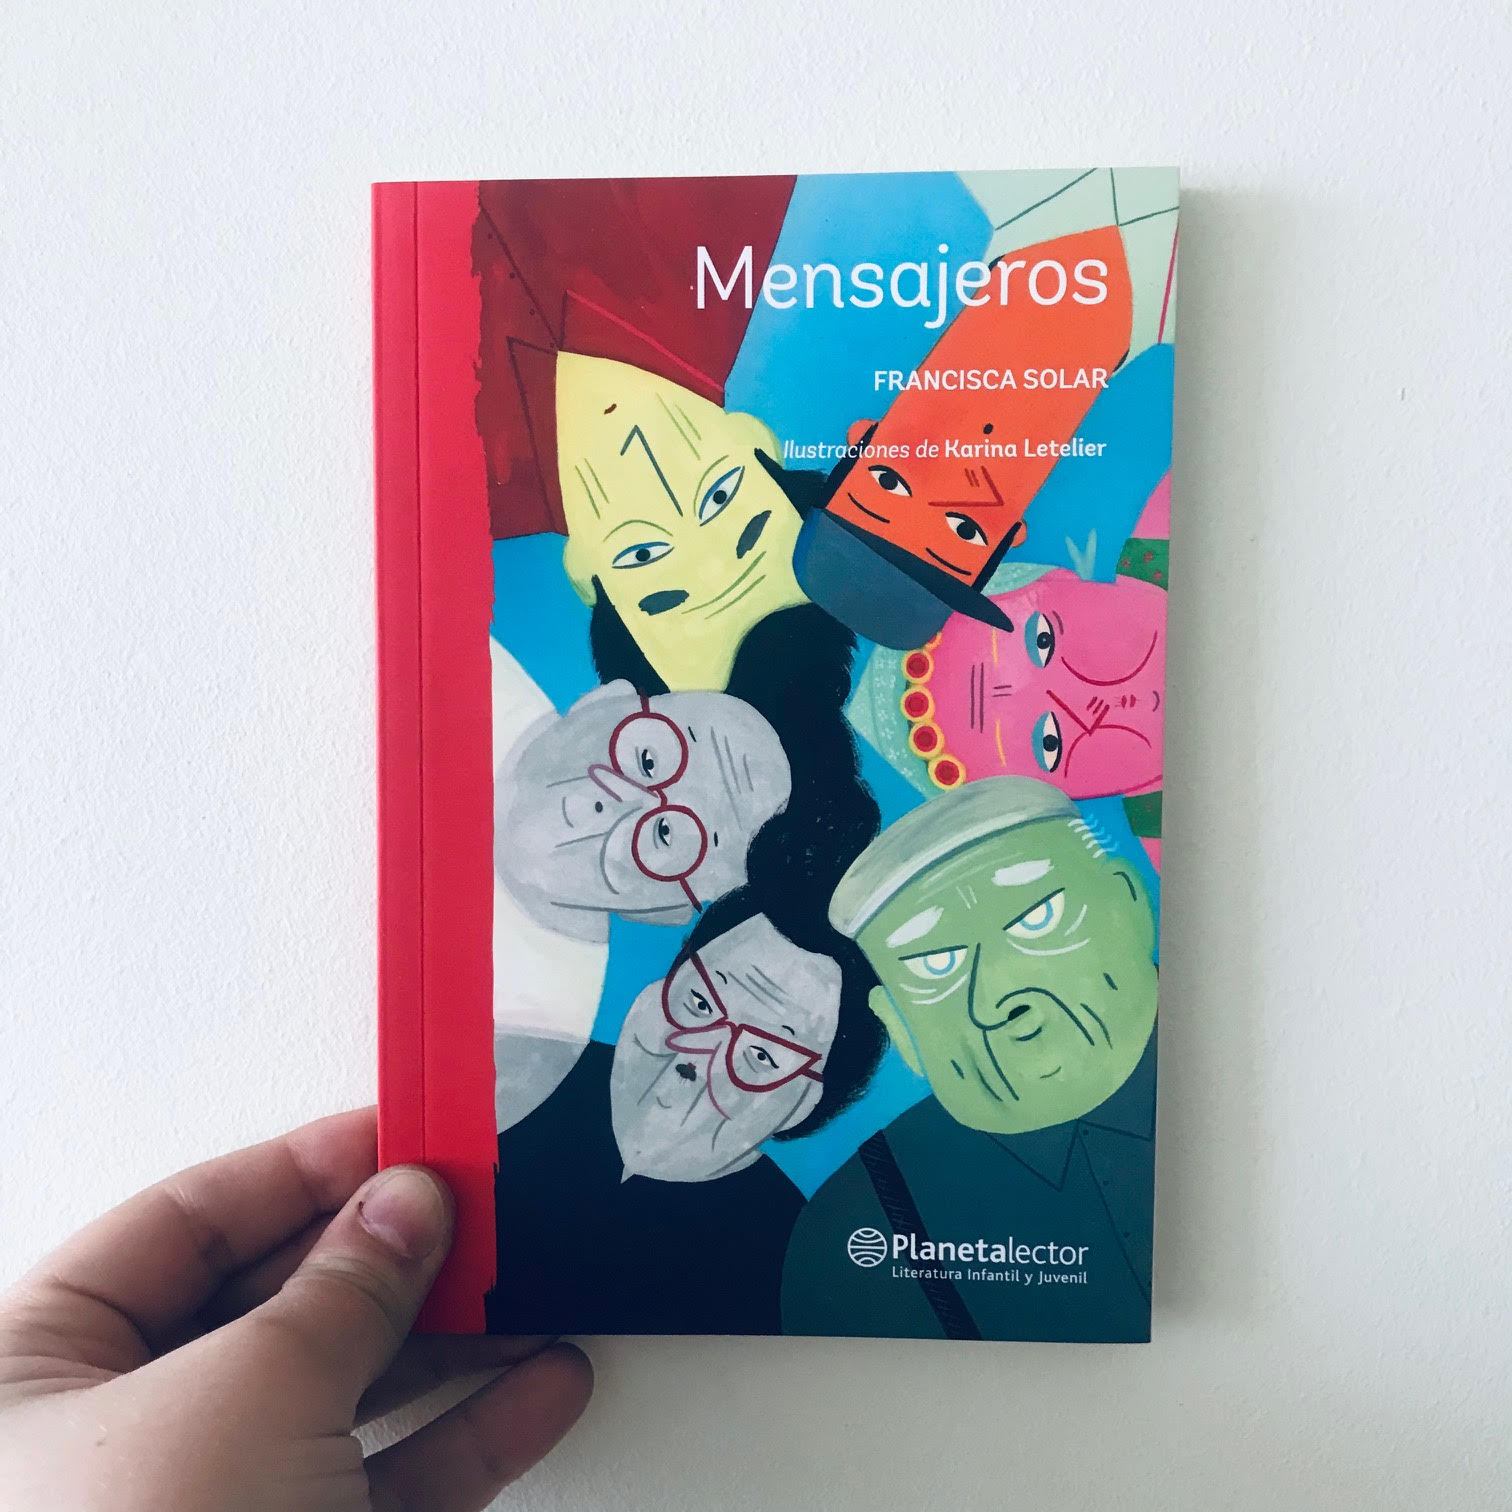 Mensajeros
FRANCISCA SOLAR
Ilustraciones de Karina Letelier
Planetalector
Literatura Infantil y Juvenil